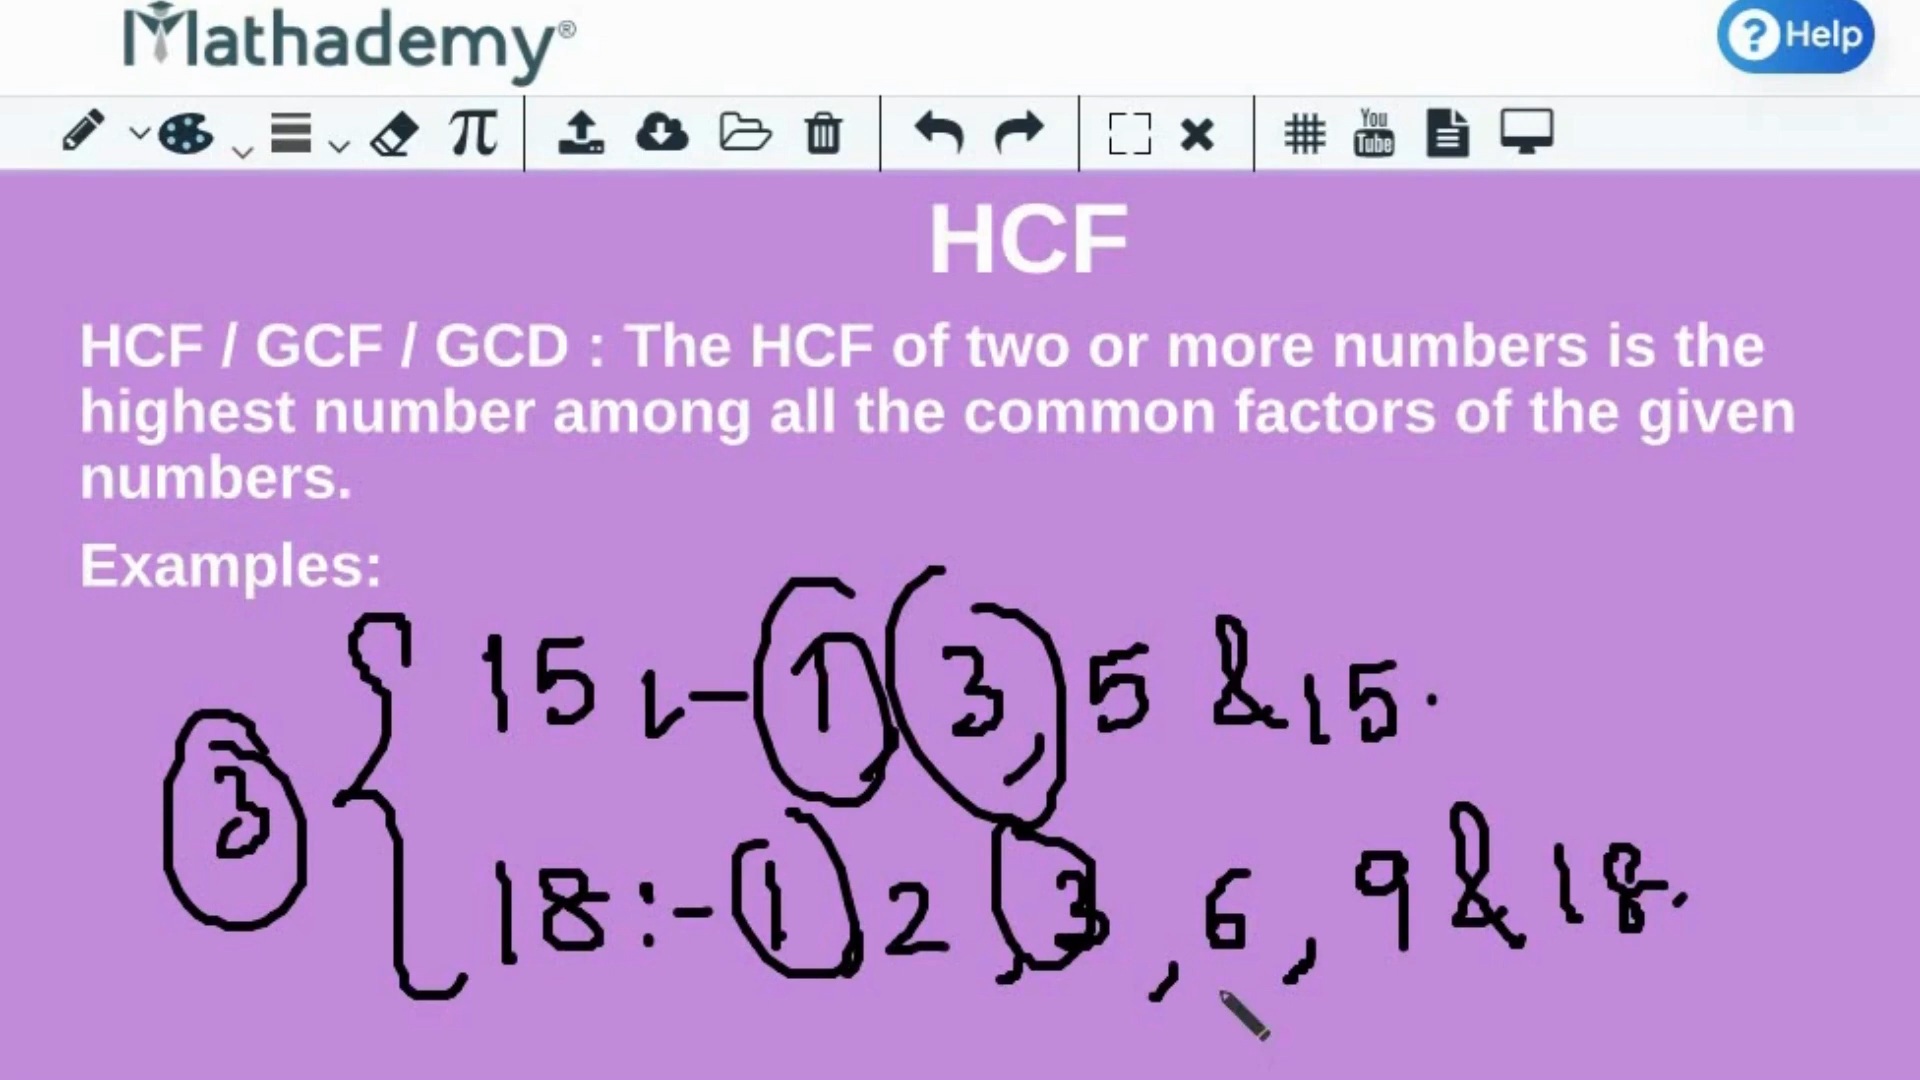 Mathademy®
Help
π
You
Tube
HCF
HCF / GCF / GCD : The HCF of two or more numbers is the
highest number among all the common factors of the given
numbers.
Examples:
15 :- 1, 3, 5 & 15.
3
18 :- 1, 2, 3, 6, 9 & 18.